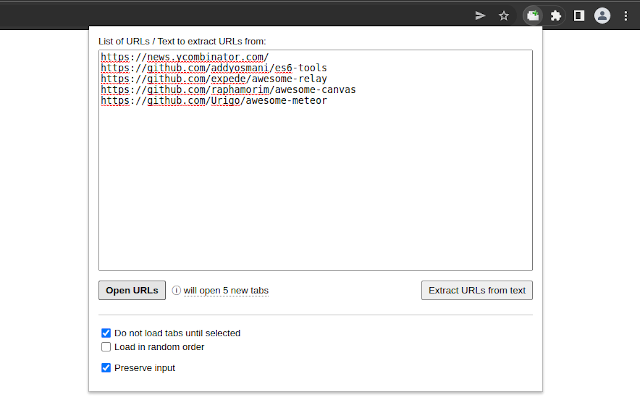 List of URLs / Text to extract URLs from:
https://news.ycombinator.com/
https://github.com/addyosmani/es6-tools
https://github.com/expede/awesome-relay
https://github.com/raphamorim/awesome-canvas
https://github.com/Urigo/awesome-meteor
Open URLs
will open 5 new tabs
Extract URLs from text
Do not load tabs until selected
Load in random order
Preserve input